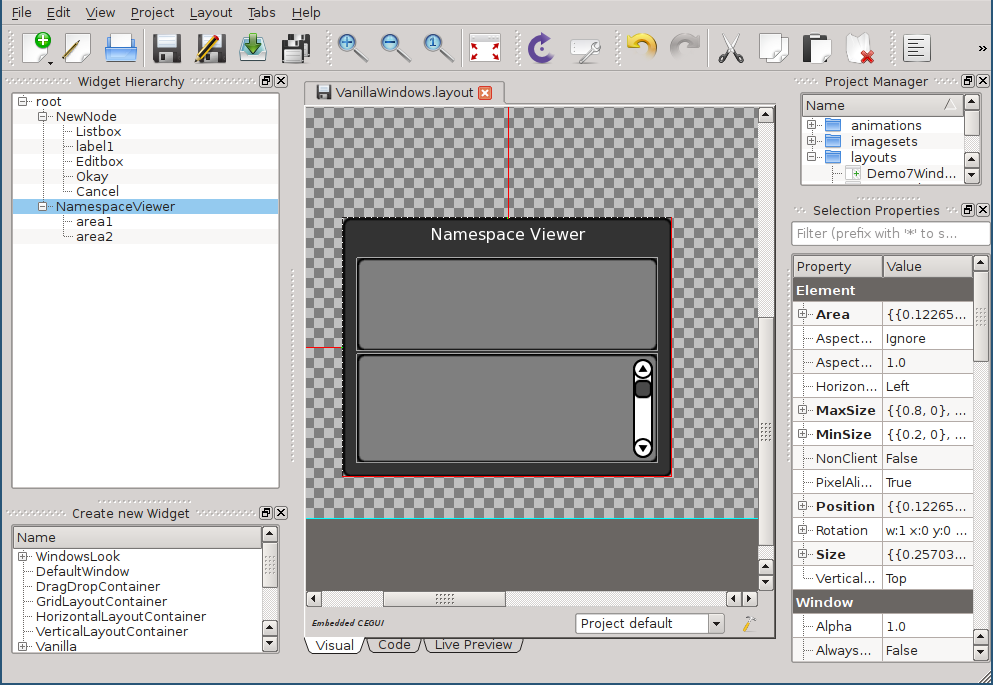 File Edit View Project Layout Tabs Help
1
»
Widget Hierarchy
root
NewNode
Listbox
label1
Editbox
Okay
Cancel
NamespaceViewer
area1
area2
Create new Widget
Name
WindowsLook
DefaultWindow
DragDropContainer
GridLayoutContainer
HorizontalLayoutContainer
VerticalLayoutContainer
Vanilla
VanillaWindows.layout
Namespace Viewer
Embedded CEGUI
Project default
Visual Code Live Preview
Project Manager
Name
animations
imagesets
layouts
Demo7Wind...
Selection Properties
Filter (prefix with '*' to s...
Property Value
Element
Area {{0.12265...
Aspect... Ignore
Aspect... 1.0
Horizon... Left
MaxSize {{0.8, 0}, ...
MinSize {{0.2, 0}, ...
NonClient False
PixelAli... True
Position {{0.12265...
Rotation w:1 x:0 y:0 ...
Size {{0.25703...
Vertical... Top
Window
Alpha 1.0
Always... False